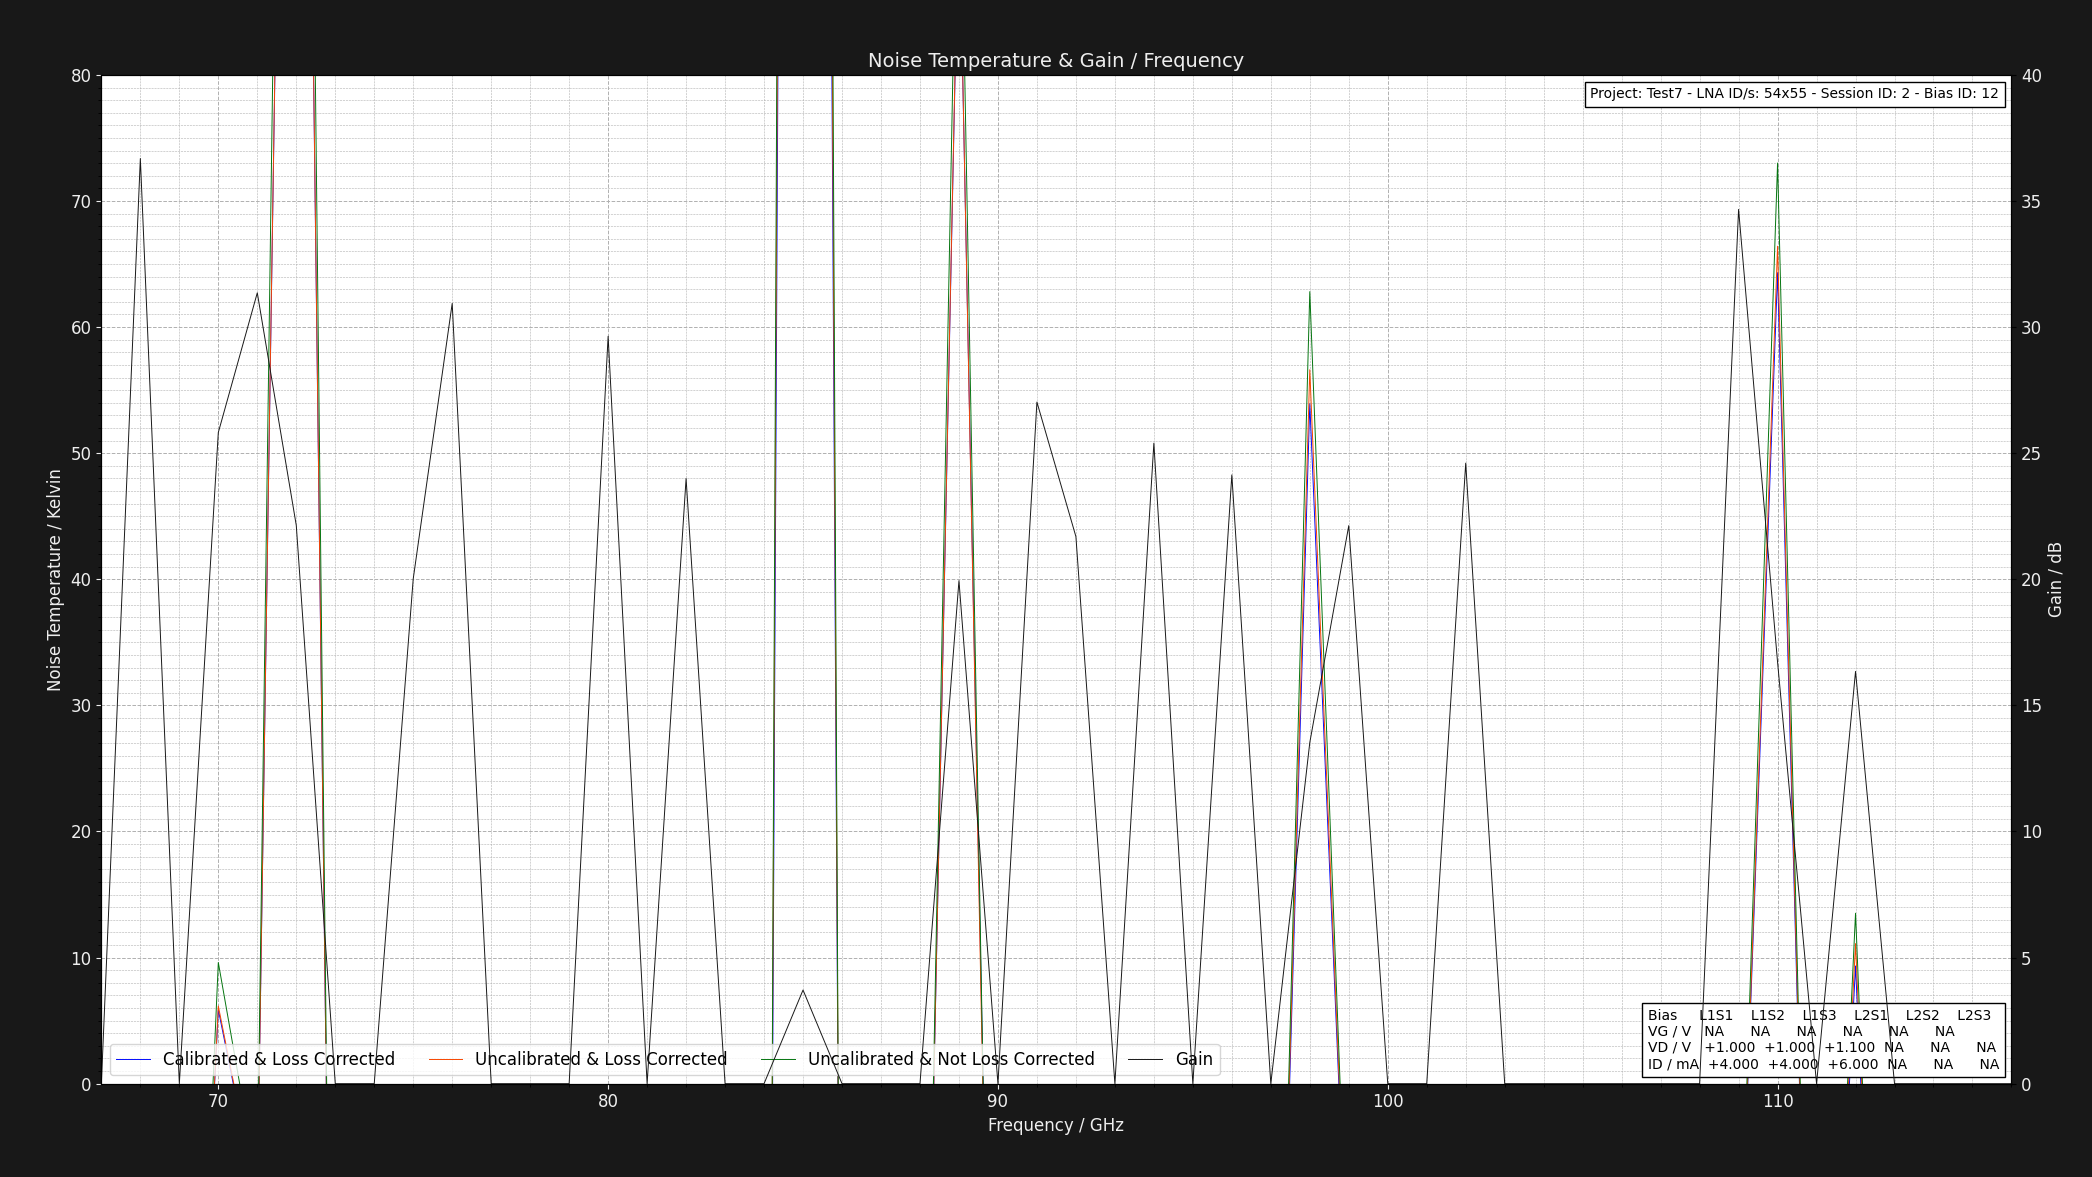 Noise Temperature & Gain / Frequency
Project: Test7 - LNA ID/s: 54x55 - Session ID: 2 - Bias ID: 12
80
70
60
50
40
30
20
10
0
Noise Temperature / Kelvin
40
35
30
25
20
15
10
5
0
Gain / dB
Bias L1S1 L1S2 L1S3 L2S1 L2S2 L2S3
VG / V NA NA NA NA NA NA
VD / V +1.000 +1.000 +1.100 NA NA NA
ID / mA +4.000 +4.000 +6.000 NA NA NA
Calibrated & Loss Corrected Uncalibrated & Loss Corrected Uncalibrated & Not Loss Corrected Gain
70 80 90 100 110
Frequency / GHz